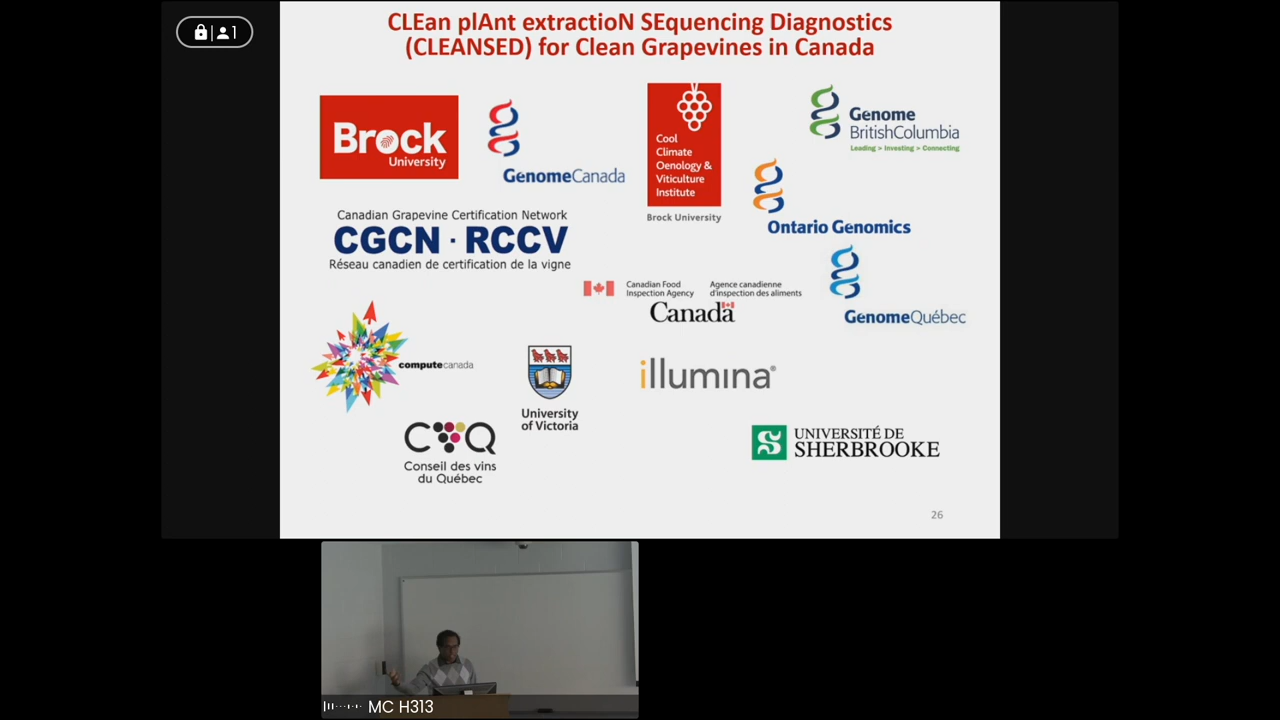 1
CLEan plAnt extractioN SEquencing Diagnostics
(CLEANSED) for Clean Grapevines in Canada
Brock
University
GenomeCanada
Cool
Climate
Oenology &
Viticulture
Institute
Brock University
Genome
BritishColumbia
Leading > Investing > Connecting
Ontario Genomics
Canadian Grapevine Certification Network
CGCN · RCCV
Réseau canadien de certification de la vigne
Canadian Food
Inspection Agency
Agence canadienne
d'inspection des aliments
Canada
GenomeQuébec
computecanada
University
of Victoria
illumina®
CVQ
Conseil des vins
du Québec
S
UNIVERSITÉ DE
SHERBROOKE
26
MC H313